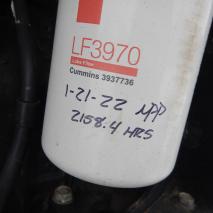 LF3970
Lube Filter
Cummins 3937736
1-21-22 MPP
2158.4 HRS